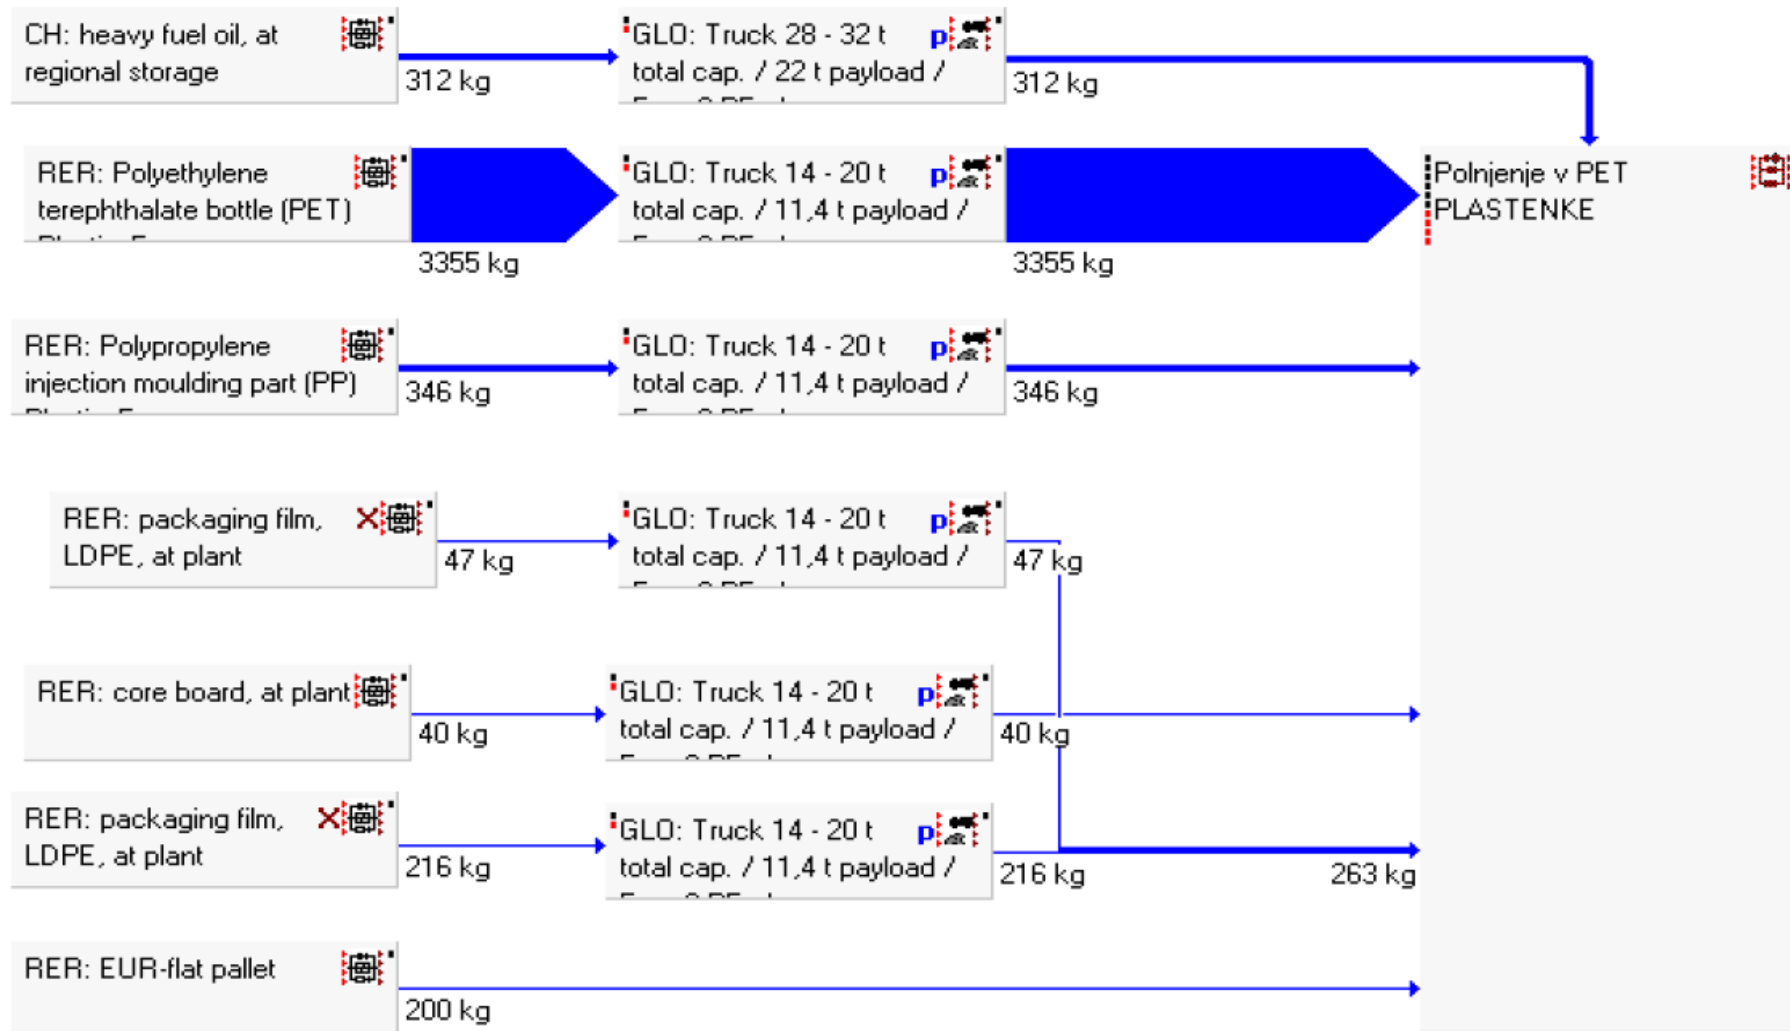 CH: heavy fuel oil, at
regional storage
312 kg
GLO: Truck 28 - 32 t
total cap. / 22 t payload /
p
312 kg
RER: Polyethylene
terephthalate bottle (PET)
3355 kg
GLO: Truck 14 - 20 t
total cap. / 11,4 t payload /
p
3355 kg
Polnjenje v PET
PLASTENKE
RER: Polypropylene
injection moulding part (PP)
346 kg
GLO: Truck 14 - 20 t
total cap. / 11,4 t payload /
p
346 kg
RER: packaging film,
LDPE, at plant
47 kg
GLO: Truck 14 - 20 t
total cap. / 11,4 t payload /
p
47 kg
RER: core board, at plant
40 kg
GLO: Truck 14 - 20 t
total cap. / 11,4 t payload /
p
40 kg
RER: packaging film,
LDPE, at plant
216 kg
GLO: Truck 14 - 20 t
total cap. / 11,4 t payload /
p
216 kg
263 kg
RER: EUR-flat pallet
200 kg